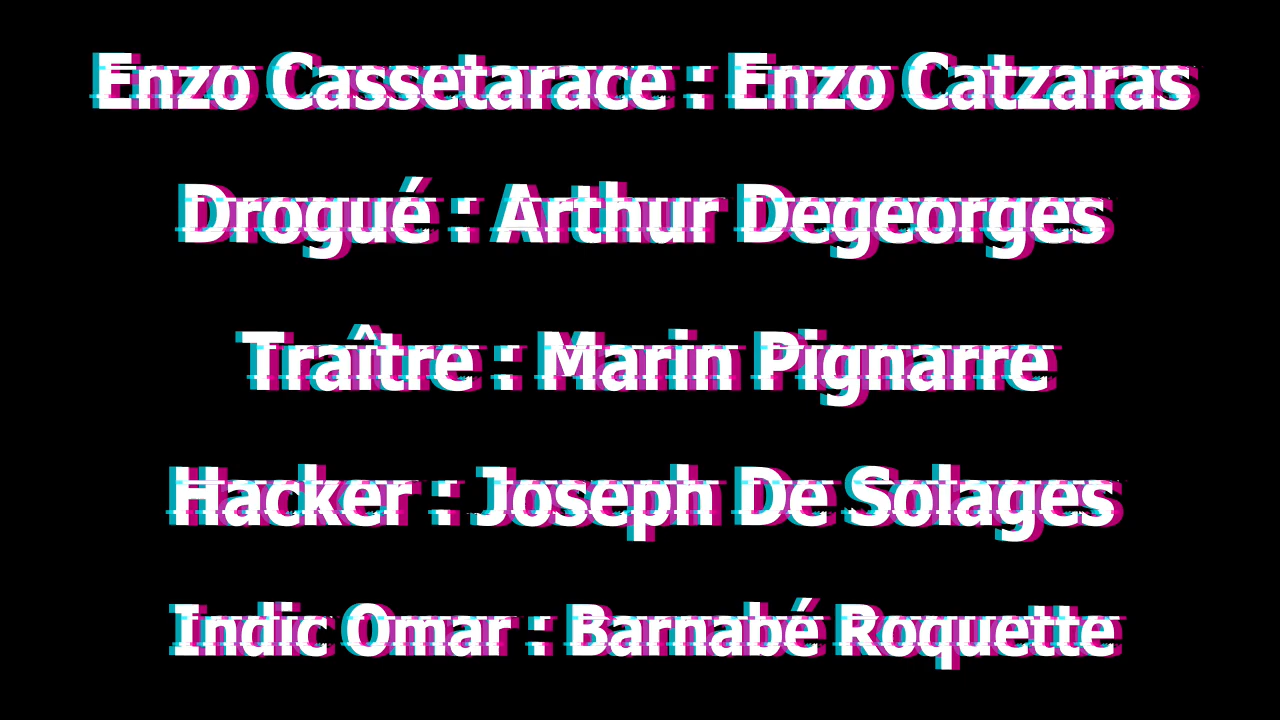 Enzo Cassetarace : Enzo Catzaras
Drogué : Arthur Degeorges
Traître : Marin Pignarre
Hacker : Joseph De Solages
Indic Omar : Barnabé Roquette